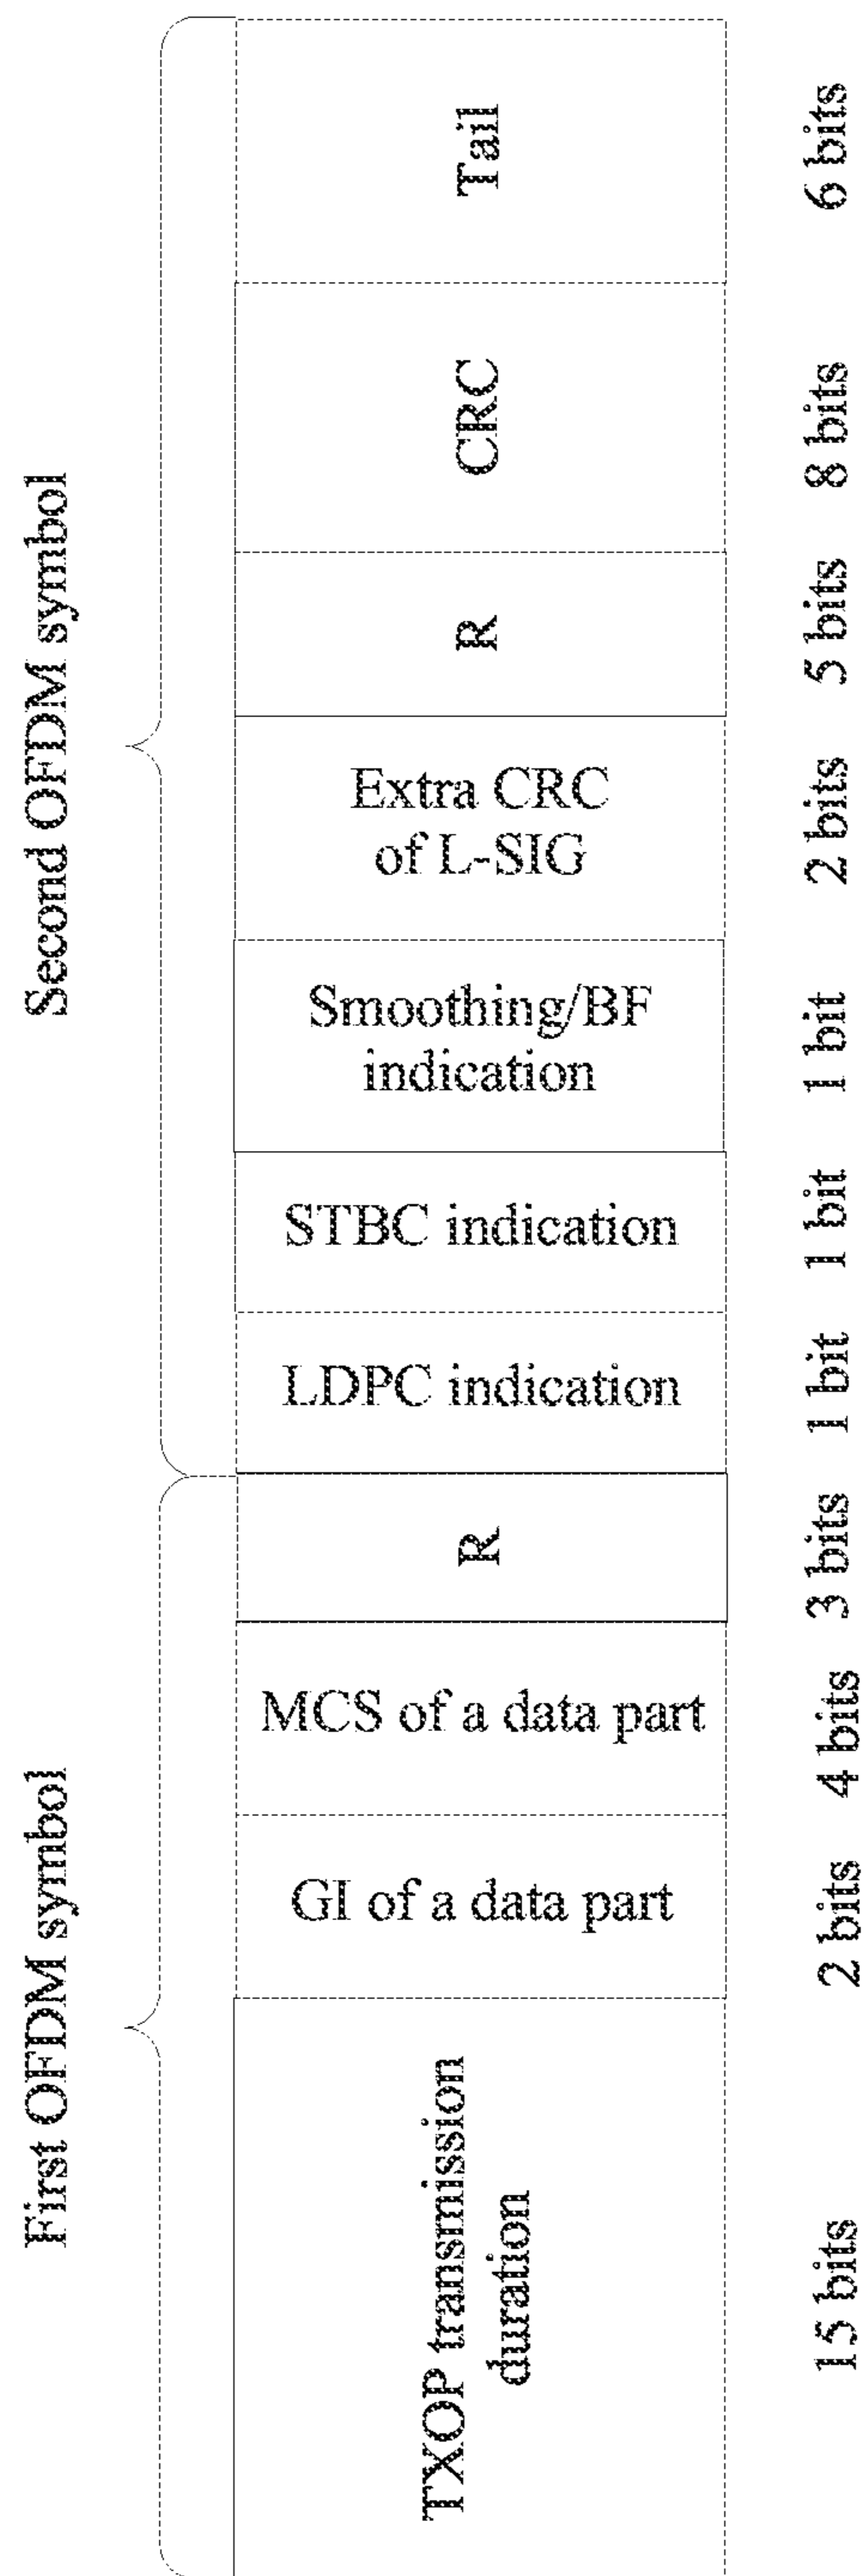 First OFDM symbol
Second OFDM symbol
TXOP transmission
duration
GI of a data part
MCS of a data part
R
LDPC indication
STBC indication
Smoothing/BF
indication
Extra CRC
of L-SIG
R
CRC
Tail
15 bits
2 bits
4 bits
3 bits
1 bit
1 bit
1 bit
2 bits
5 bits
8 bits
6 bits